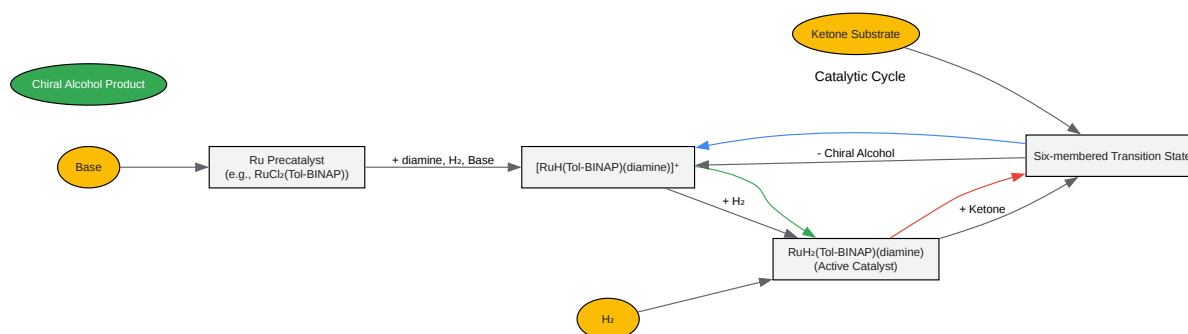 Ketone Substrate
Catalytic Cycle
Chiral Alcohol Product
Base
Ru Precatalyst
(e.g., RuCl₂(Tol-BINAP))
+ diamine, H₂, Base
[RuH(Tol-BINAP)(diamine)]⁺
- Chiral Alcohol
Six-membered Transition State
+ H₂
+ Ketone
RuH₂(Tol-BINAP)(diamine)
(Active Catalyst)
H₂